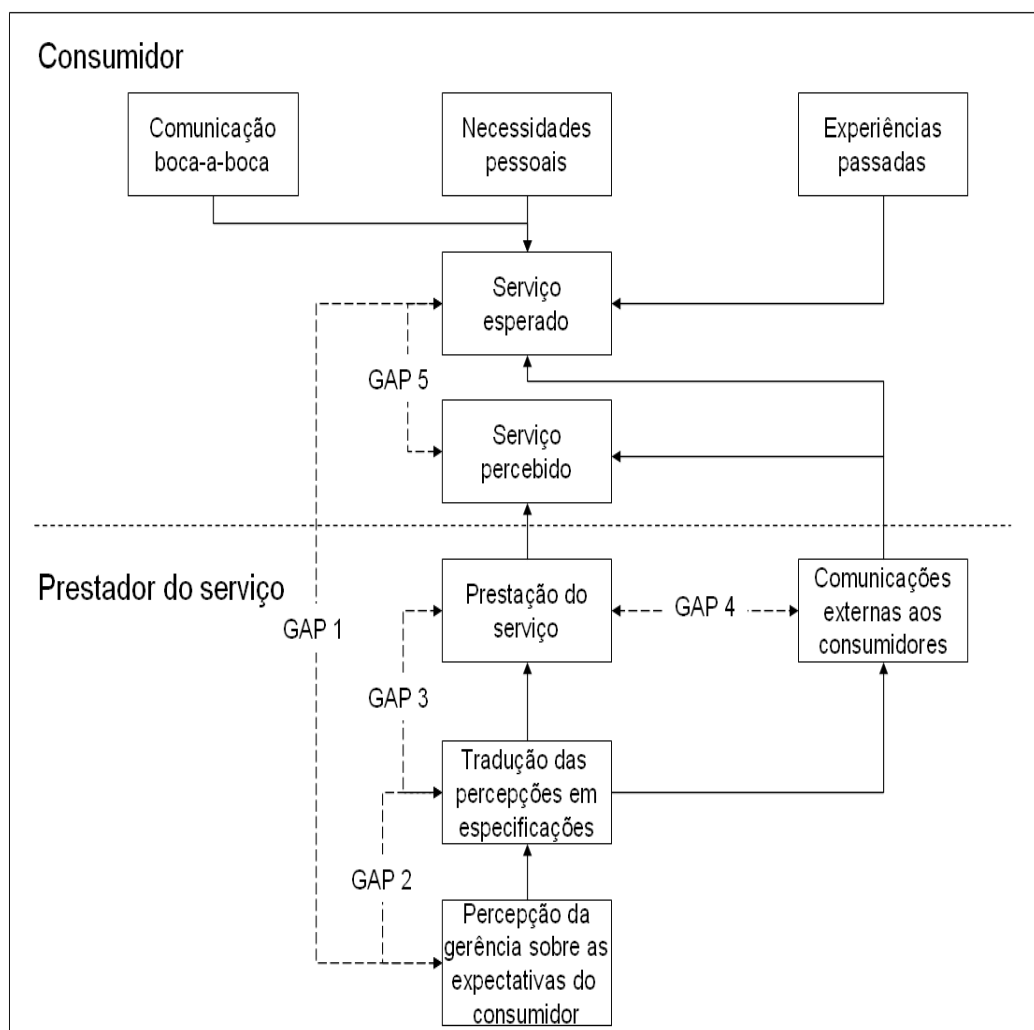 Consumidor
Comunicação
boca-a-boca
Necessidades
pessoais
Experiências
passadas
Serviço
esperado
GAP 5
Serviço
percebido
Prestador do serviço
GAP 1
Prestação do
serviço
GAP 4
Comunicações
externas aos
consumidores
GAP 3
Tradução das
percepções em
especificações
GAP 2
Percepção da
gerência sobre as
expectativas do
consumidor